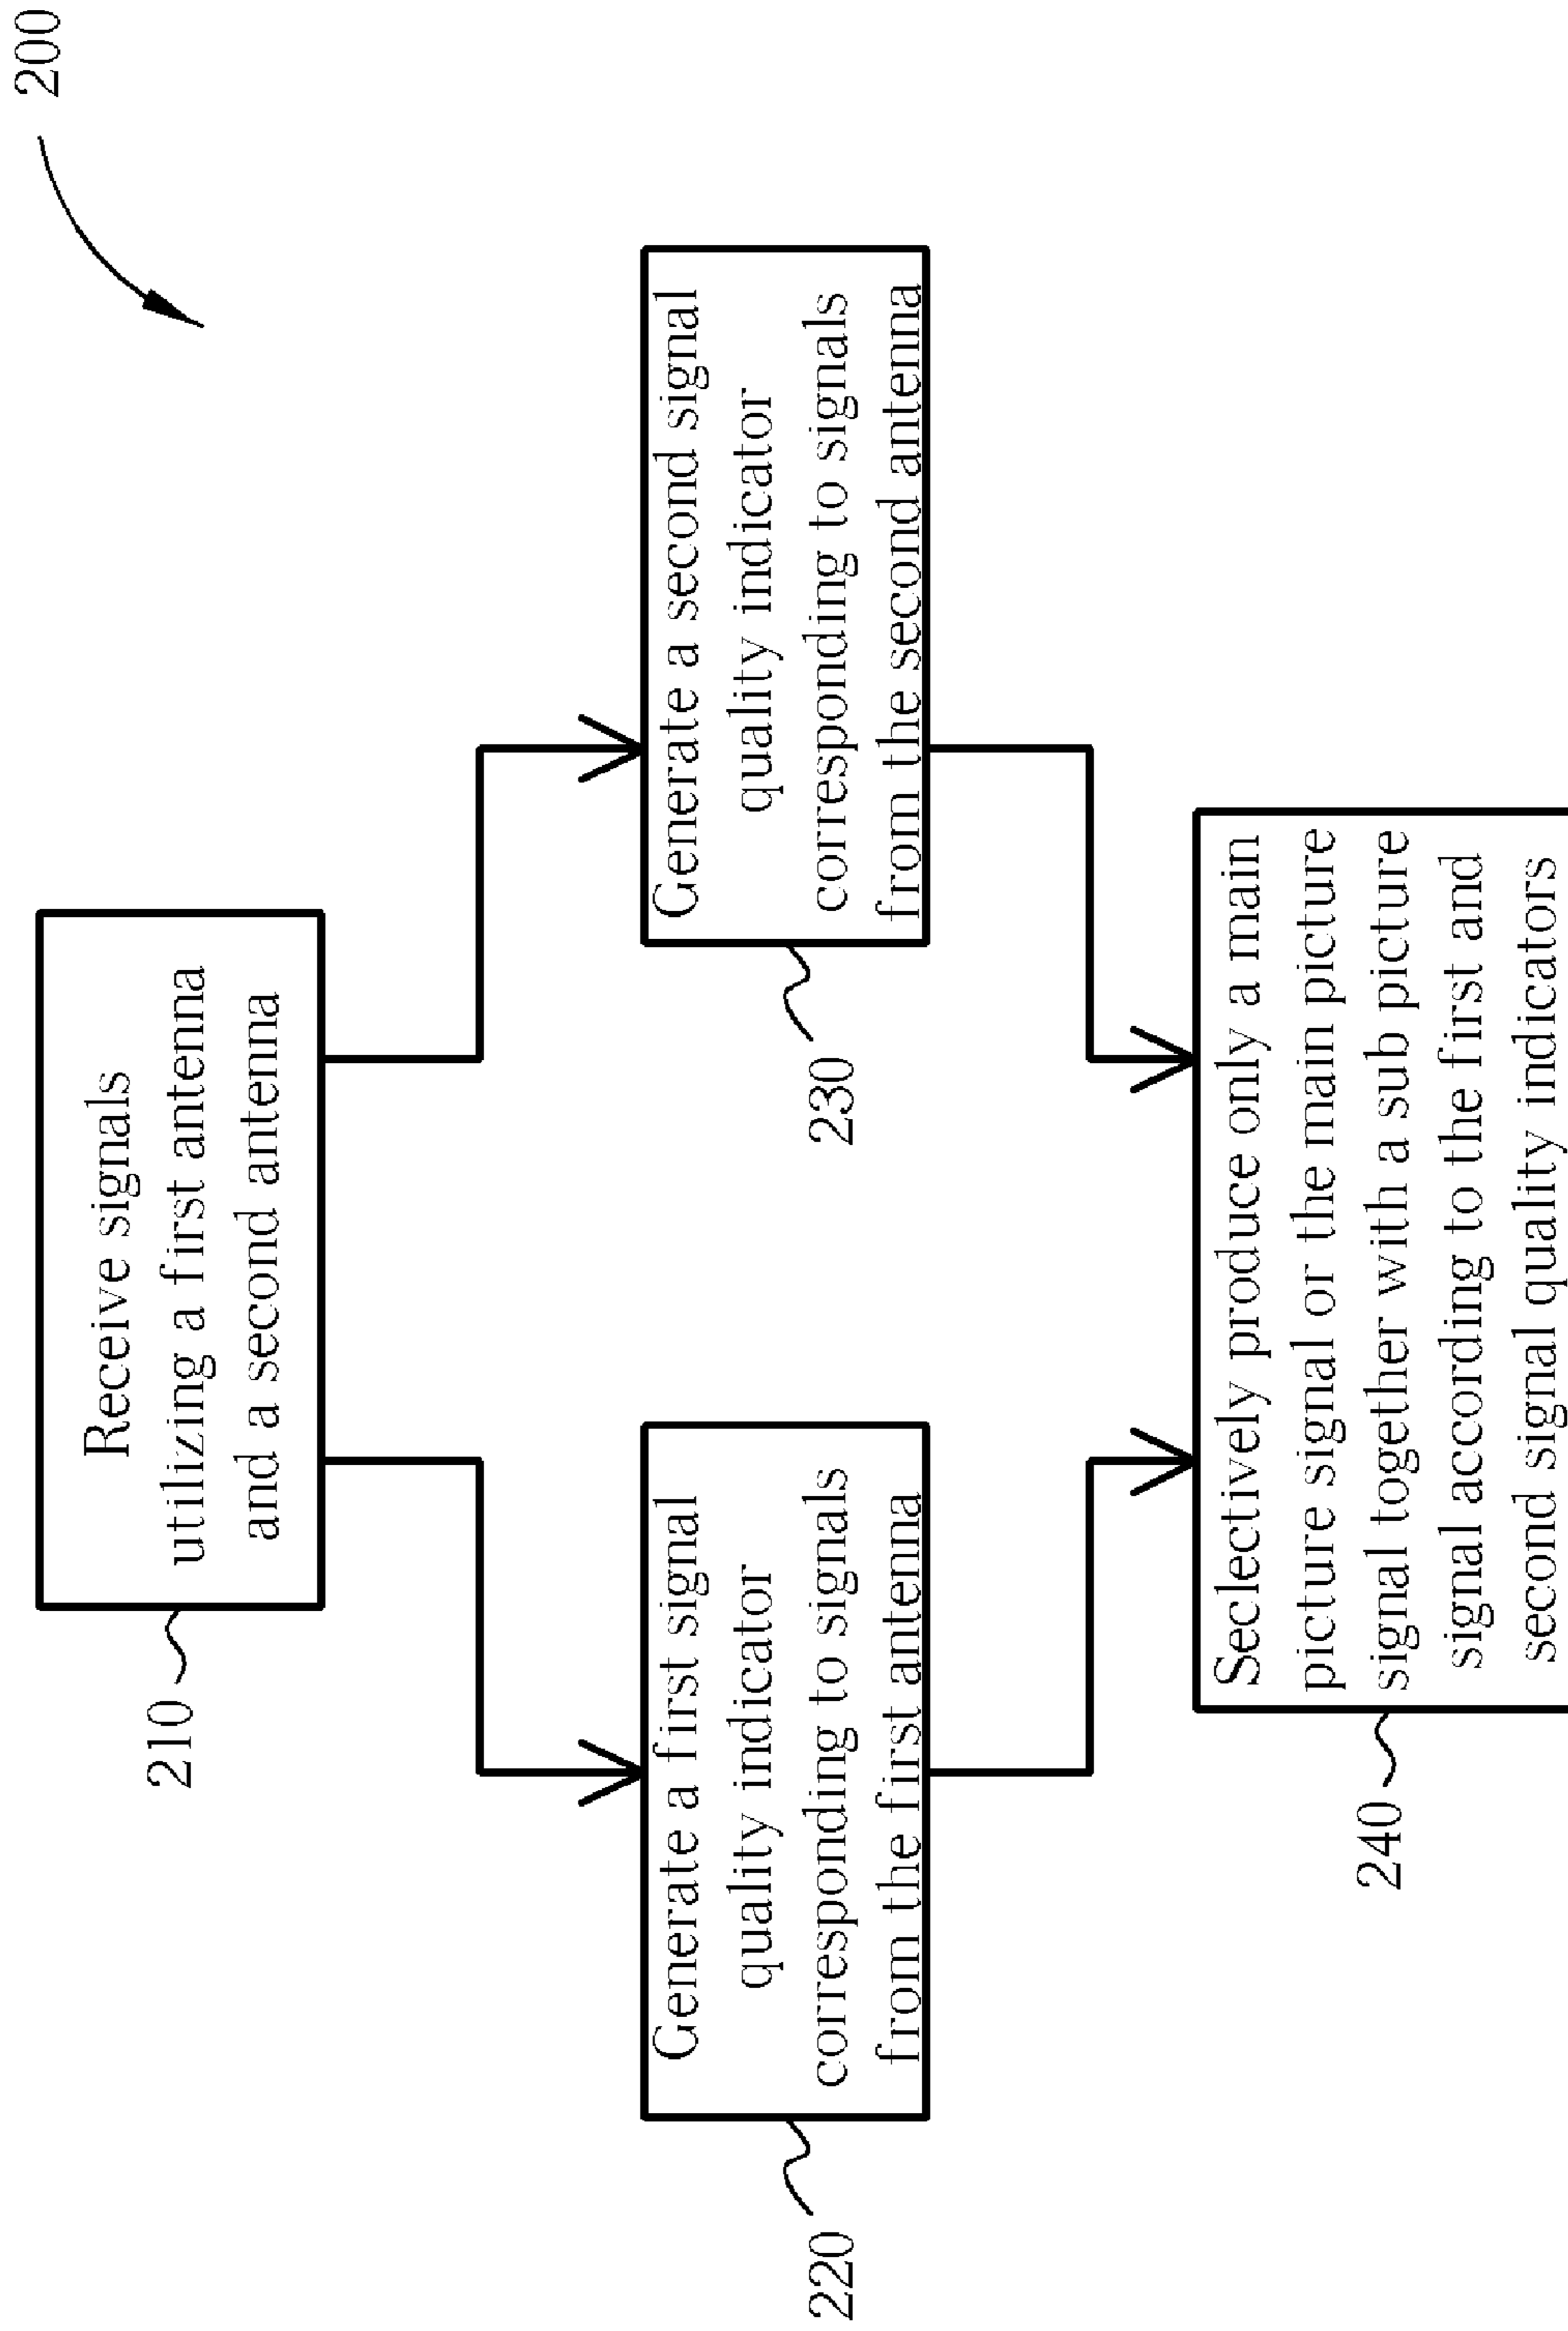 200
Receive signals
utilizing a first antenna
and a second antenna
210
Generate a first signal
quality indicator
corresponding to signals
from the first antenna
220
Generate a second signal
quality indicator
corresponding to signals
from the second antenna
230
Seclectively produce only a main
picture signal or the main picture
signal together with a sub picture
signal according to the first and
second signal quality indicators
240